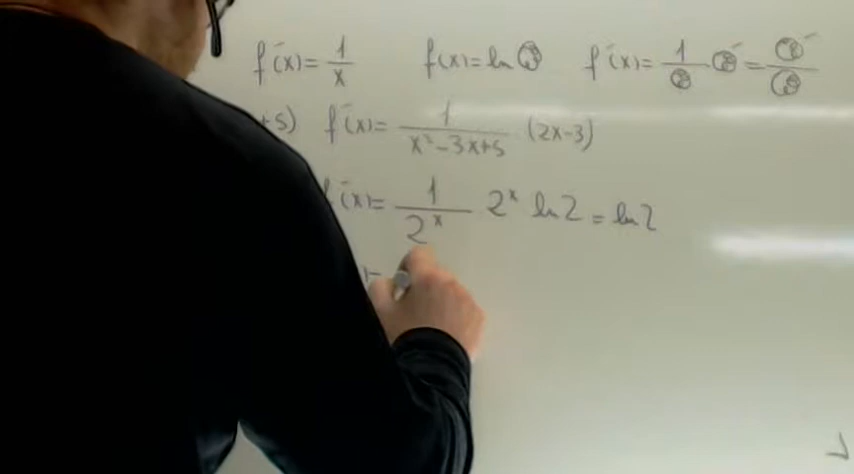 f'(x)= 1/x   f(x)=ln ☺   f'(x)= 1/☺ ☺' = ☺'/☺
+5)   f'(x)= 1/(x²-3x+5) (2x-3)
f'(x)= 1/2ˣ 2ˣ ln2 = ln2